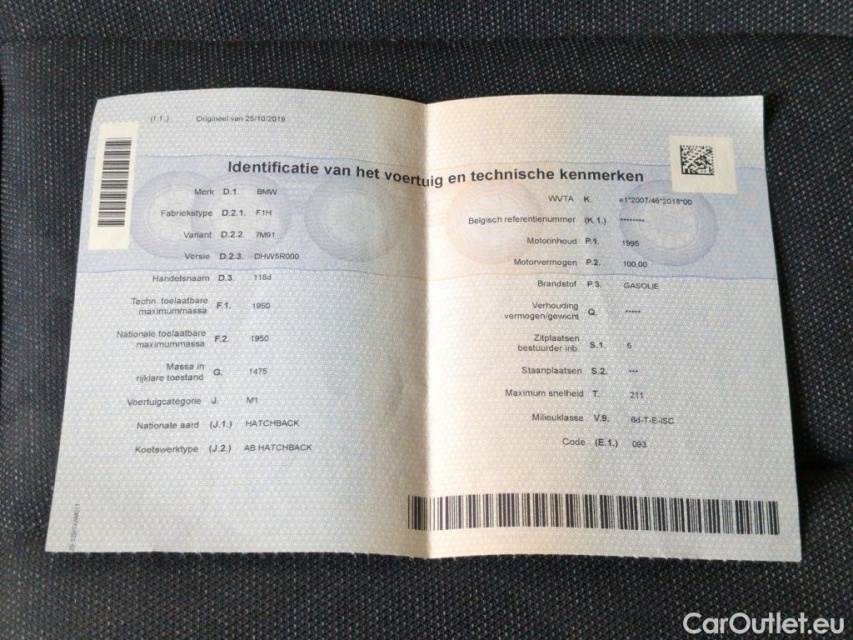 (I.1.) Origineel van 25/10/2019
Identificatie van het voertuig en technische kenmerken
Merk D.1. BMW
Fabriekstype D.2.1. F1H
Variant D.2.2. 7M91
Versie D.2.3. DHW5R000
Handelsnaam D.3. 118d
Techn. toelaatbare
maximummassa F.1. 1950
Nationale toelaatbare
maximummassa F.2. 1950
Massa in
rijklare toestand G. 1475
Voertuigcategorie J. M1
Nationale aard (J.1.) HATCHBACK
Koetswerktype (J.2.) AB HATCHBACK
WVTA K. e1*2007/46*2018*00
Belgisch referentienummer (K.1.) --------
Motorinhoud P.1. 1995
Motorvermogen P.2. 100.00
Brandstof P.3. GASOLIE
Verhouding
vermogen/gewicht Q. -----
Zitplaatsen
bestuurder inb. S.1. 5
Staanplaatsen S.2. ---
Maximum snelheid T. 211
Milieuklasse V.9. 6d-T-E-ISC
Code (E.1.) 093
CarOutlet.eu